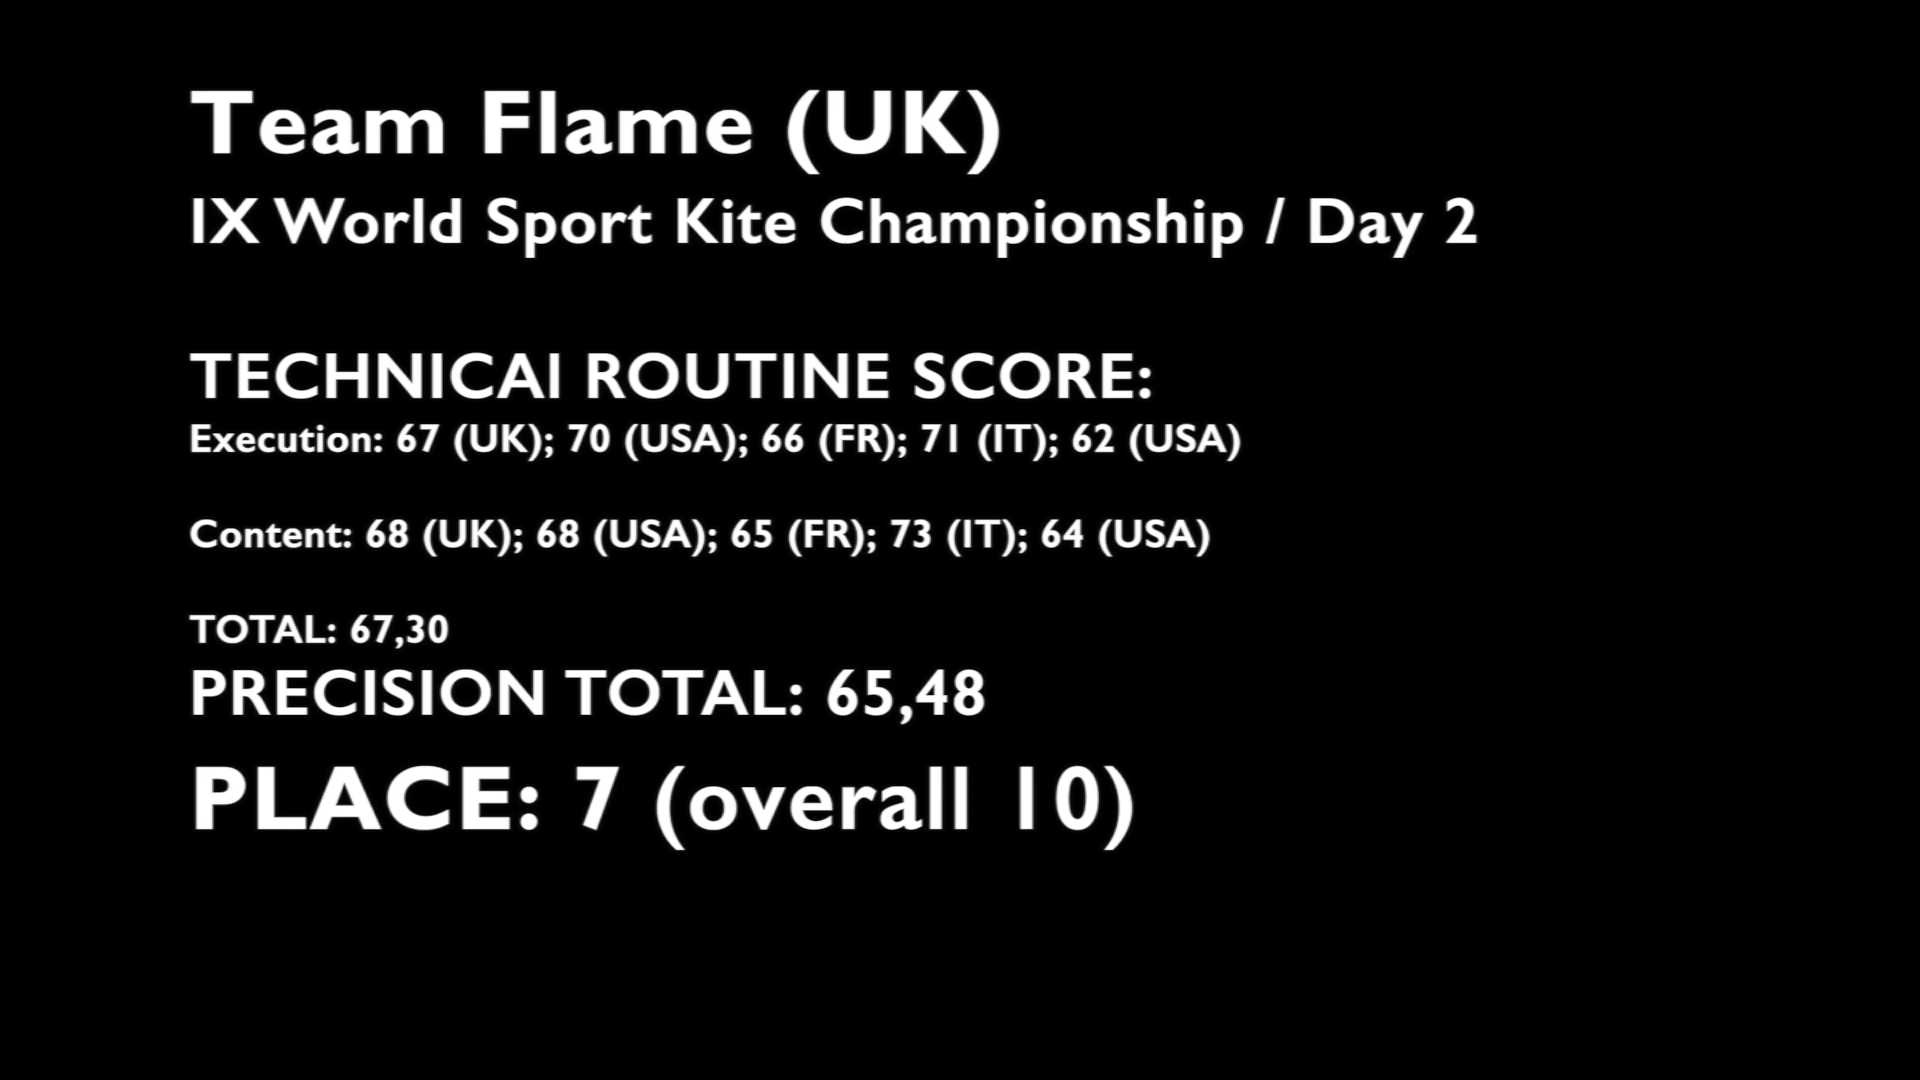 Team Flame (UK)
IX World Sport Kite Championship / Day 2
TECHNICAl ROUTINE SCORE:
Execution: 67 (UK); 70 (USA); 66 (FR); 71 (IT); 62 (USA)
Content: 68 (UK); 68 (USA); 65 (FR); 73 (IT); 64 (USA)
TOTAL: 67,30
PRECISION TOTAL: 65,48
PLACE: 7 (overall 10)